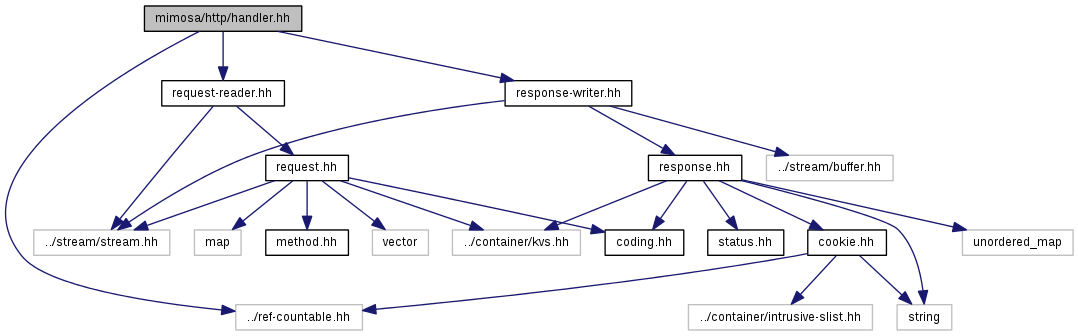 mimosa/http/handler.hh
request-reader.hh
response-writer.hh
request.hh
response.hh
../stream/buffer.hh
../stream/stream.hh
map
method.hh
vector
../container/kvs.hh
coding.hh
status.hh
cookie.hh
unordered_map
../ref-countable.hh
../container/intrusive-slist.hh
string